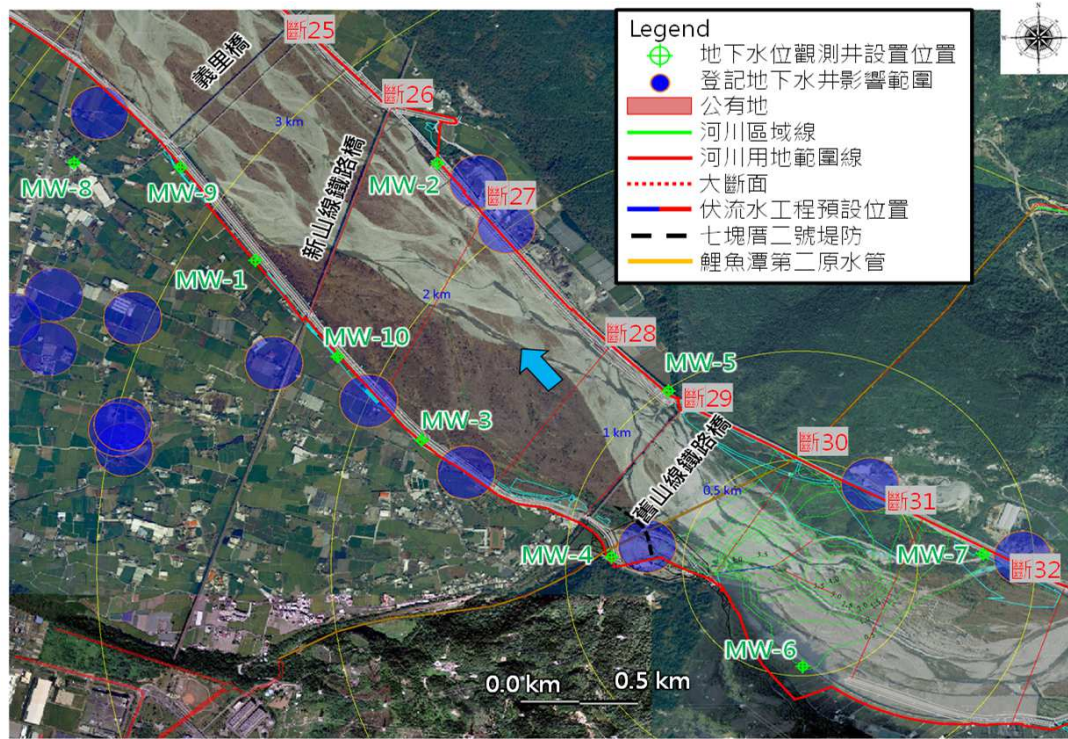 Legend
地下水位觀測井設置位置
登記地下水井影響範圍
公有地
河川區域線
河川用地範圍線
大斷面
伏流水工程預設位置
七塊厝二號堤防
鯉魚潭第二原水管
N
斷25
義里橋
斷26
3 km
MW-8
MW-9
MW-2
斷27
新山線鐵路橋
MW-1
2 km
斷28
MW-10
MW-5
斷29
MW-3
1 km
斷30
舊山線鐵路橋
0.5 km
斷31
MW-4
MW-7
斷32
MW-6
0.0 km
0.5 km